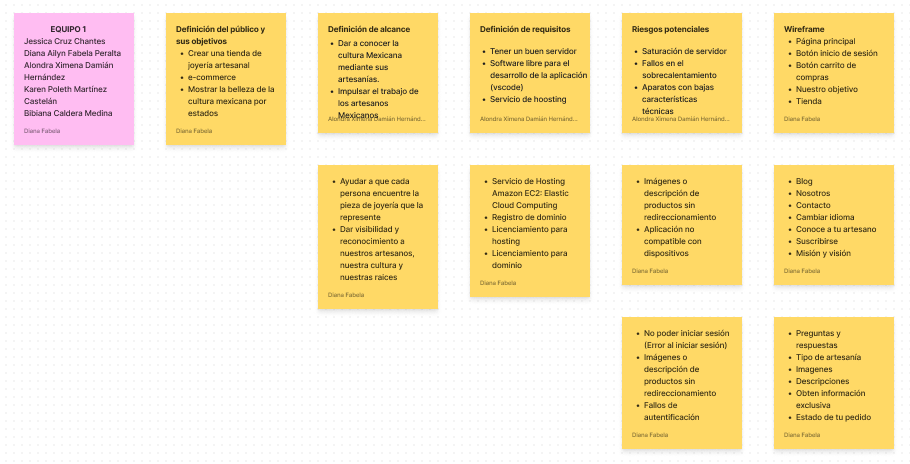 EQUIPO 1
Jessica Cruz Chantes
Diana Ailyn Fabela Peralta
Alondra Ximena Damián
Hernández
Karen Poleth Martínez
Castelán
Bibiana Caldera Medina
Diana Fabela
Definición del público y
sus objetivos
• Crear una tienda de
joyería artesanal
• e-commerce
• Mostrar la belleza de la
cultura mexicana por
estados
Diana Fabela
Definición de alcance
• Dar a conocer la
cultura Mexicana
mediante sus
artesanías.
• Impulsar el trabajo de
los artesanos
Mexicanos
Alondra Ximena Damián Hernánd...
Definición de requisitos
• Tener un buen servidor
• Software libre para el
desarrollo de la aplicación
(vscode)
• Servicio de hoosting
Alondra Ximena Damián Hernánd...
Riesgos potenciales
• Saturación de servidor
• Fallos en el
sobrecalentamiento
• Aparatos con bajas
características
técnicas
Alondra Ximena Damián Hernánd...
Wireframe
• Página principal
• Botón inicio de sesión
• Botón carrito de
compras
• Nuestro objetivo
• Tienda
Diana Fabela
• Ayudar a que cada
persona encuentre la
pieza de joyería que la
represente
• Dar visibilidad y
reconocimiento a
nuestros artesanos,
nuestra cultura y
nuestras raíces
Diana Fabela
• Servicio de Hosting
Amazon EC2: Elastic
Cloud Computing
• Registro de dominio
• Licenciamiento para
hosting
• Licenciamiento para
dominio
Diana Fabela
• Imágenes o
descripción de
productos sin
redireccionamiento
• Aplicación no
compatible con
dispositivos
Diana Fabela
• Blog
• Nosotros
• Contacto
• Cambiar idioma
• Conoce a tu artesano
• Suscribirse
• Misión y visión
Diana Fabela
• No poder iniciar sesión
(Error al iniciar sesión)
• Imágenes o
descripción de
productos sin
redireccionamiento
• Fallos de
autentificación
Diana Fabela
• Preguntas y
respuestas
• Tipo de artesanía
• Imagenes
• Descripciones
• Obten información
exclusiva
• Estado de tu pedido
Diana Fabela